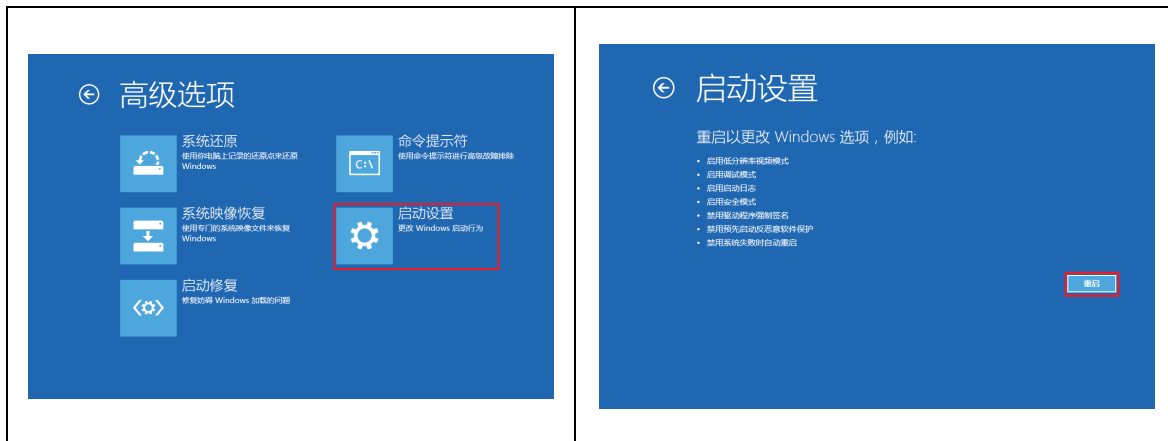 高级选项
系统还原
使用你电脑上记录的还原点来还原
Windows
命令提示符
使用命令提示符进行高级故障排除
C:\
系统映像恢复
使用专门的系统映像文件来恢复
Windows
启动设置
更改 Windows 启动行为
启动修复
修复妨碍 Windows 加载的问题
启动设置
重启以更改 Windows 选项，例如:
• 启用低分辨率视频模式
• 启用调试模式
• 启用启动日志
• 启用安全模式
• 禁用驱动程序强制签名
• 禁用预先启动反恶意软件保护
• 禁用系统失败时自动重启
重启